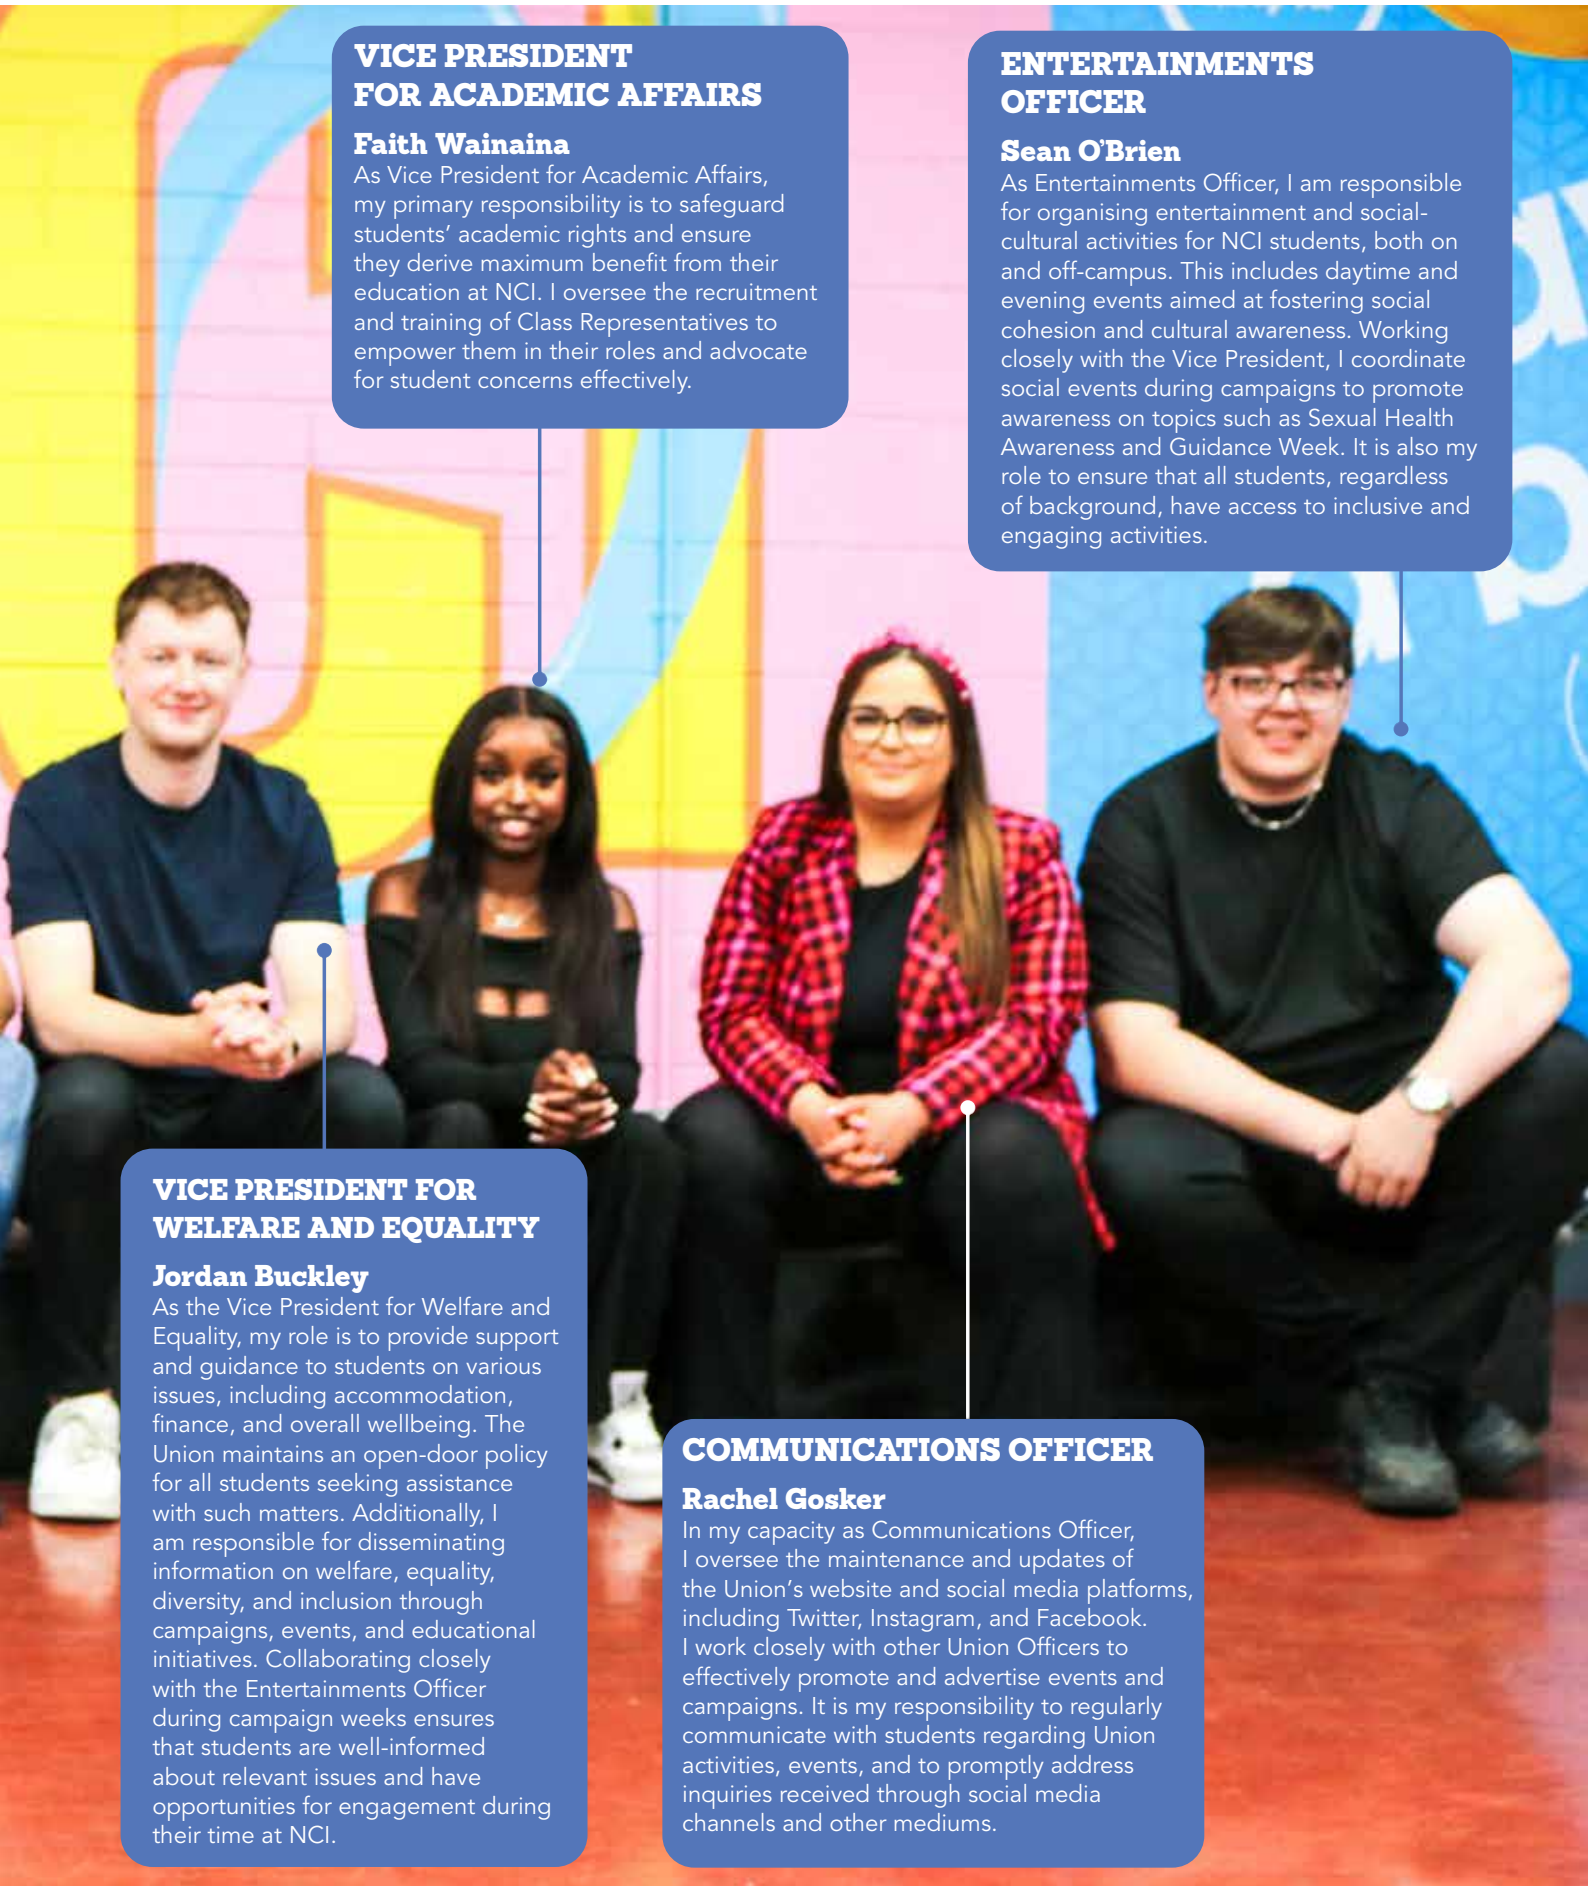 VICE PRESIDENT
FOR ACADEMIC AFFAIRS
Faith Wainaina
As Vice President for Academic Affairs,
my primary responsibility is to safeguard
students’ academic rights and ensure
they derive maximum benefit from their
education at NCI. I oversee the recruitment
and training of Class Representatives to
empower them in their roles and advocate
for student concerns effectively.
ENTERTAINMENTS
OFFICER
Sean O’Brien
As Entertainments Officer, I am responsible
for organising entertainment and social-
cultural activities for NCI students, both on
and off-campus. This includes daytime and
evening events aimed at fostering social
cohesion and cultural awareness. Working
closely with the Vice President, I coordinate
social events during campaigns to promote
awareness on topics such as Sexual Health
Awareness and Guidance Week. It is also my
role to ensure that all students, regardless
of background, have access to inclusive and
engaging activities.
VICE PRESIDENT FOR
WELFARE AND EQUALITY
Jordan Buckley
As the Vice President for Welfare and
Equality, my role is to provide support
and guidance to students on various
issues, including accommodation,
finance, and overall wellbeing. The
Union maintains an open-door policy
for all students seeking assistance
with such matters. Additionally, I
am responsible for disseminating
information on welfare, equality,
diversity, and inclusion through
campaigns, events, and educational
initiatives. Collaborating closely
with the Entertainments Officer
during campaign weeks ensures
that students are well-informed
about relevant issues and have
opportunities for engagement during
their time at NCI.
COMMUNICATIONS OFFICER
Rachel Gosker
In my capacity as Communications Officer,
I oversee the maintenance and updates of
the Union’s website and social media platforms,
including Twitter, Instagram, and Facebook.
I work closely with other Union Officers to
effectively promote and advertise events and
campaigns. It is my responsibility to regularly
communicate with students regarding Union
activities, events, and to promptly address
inquiries received through social media
channels and other mediums.